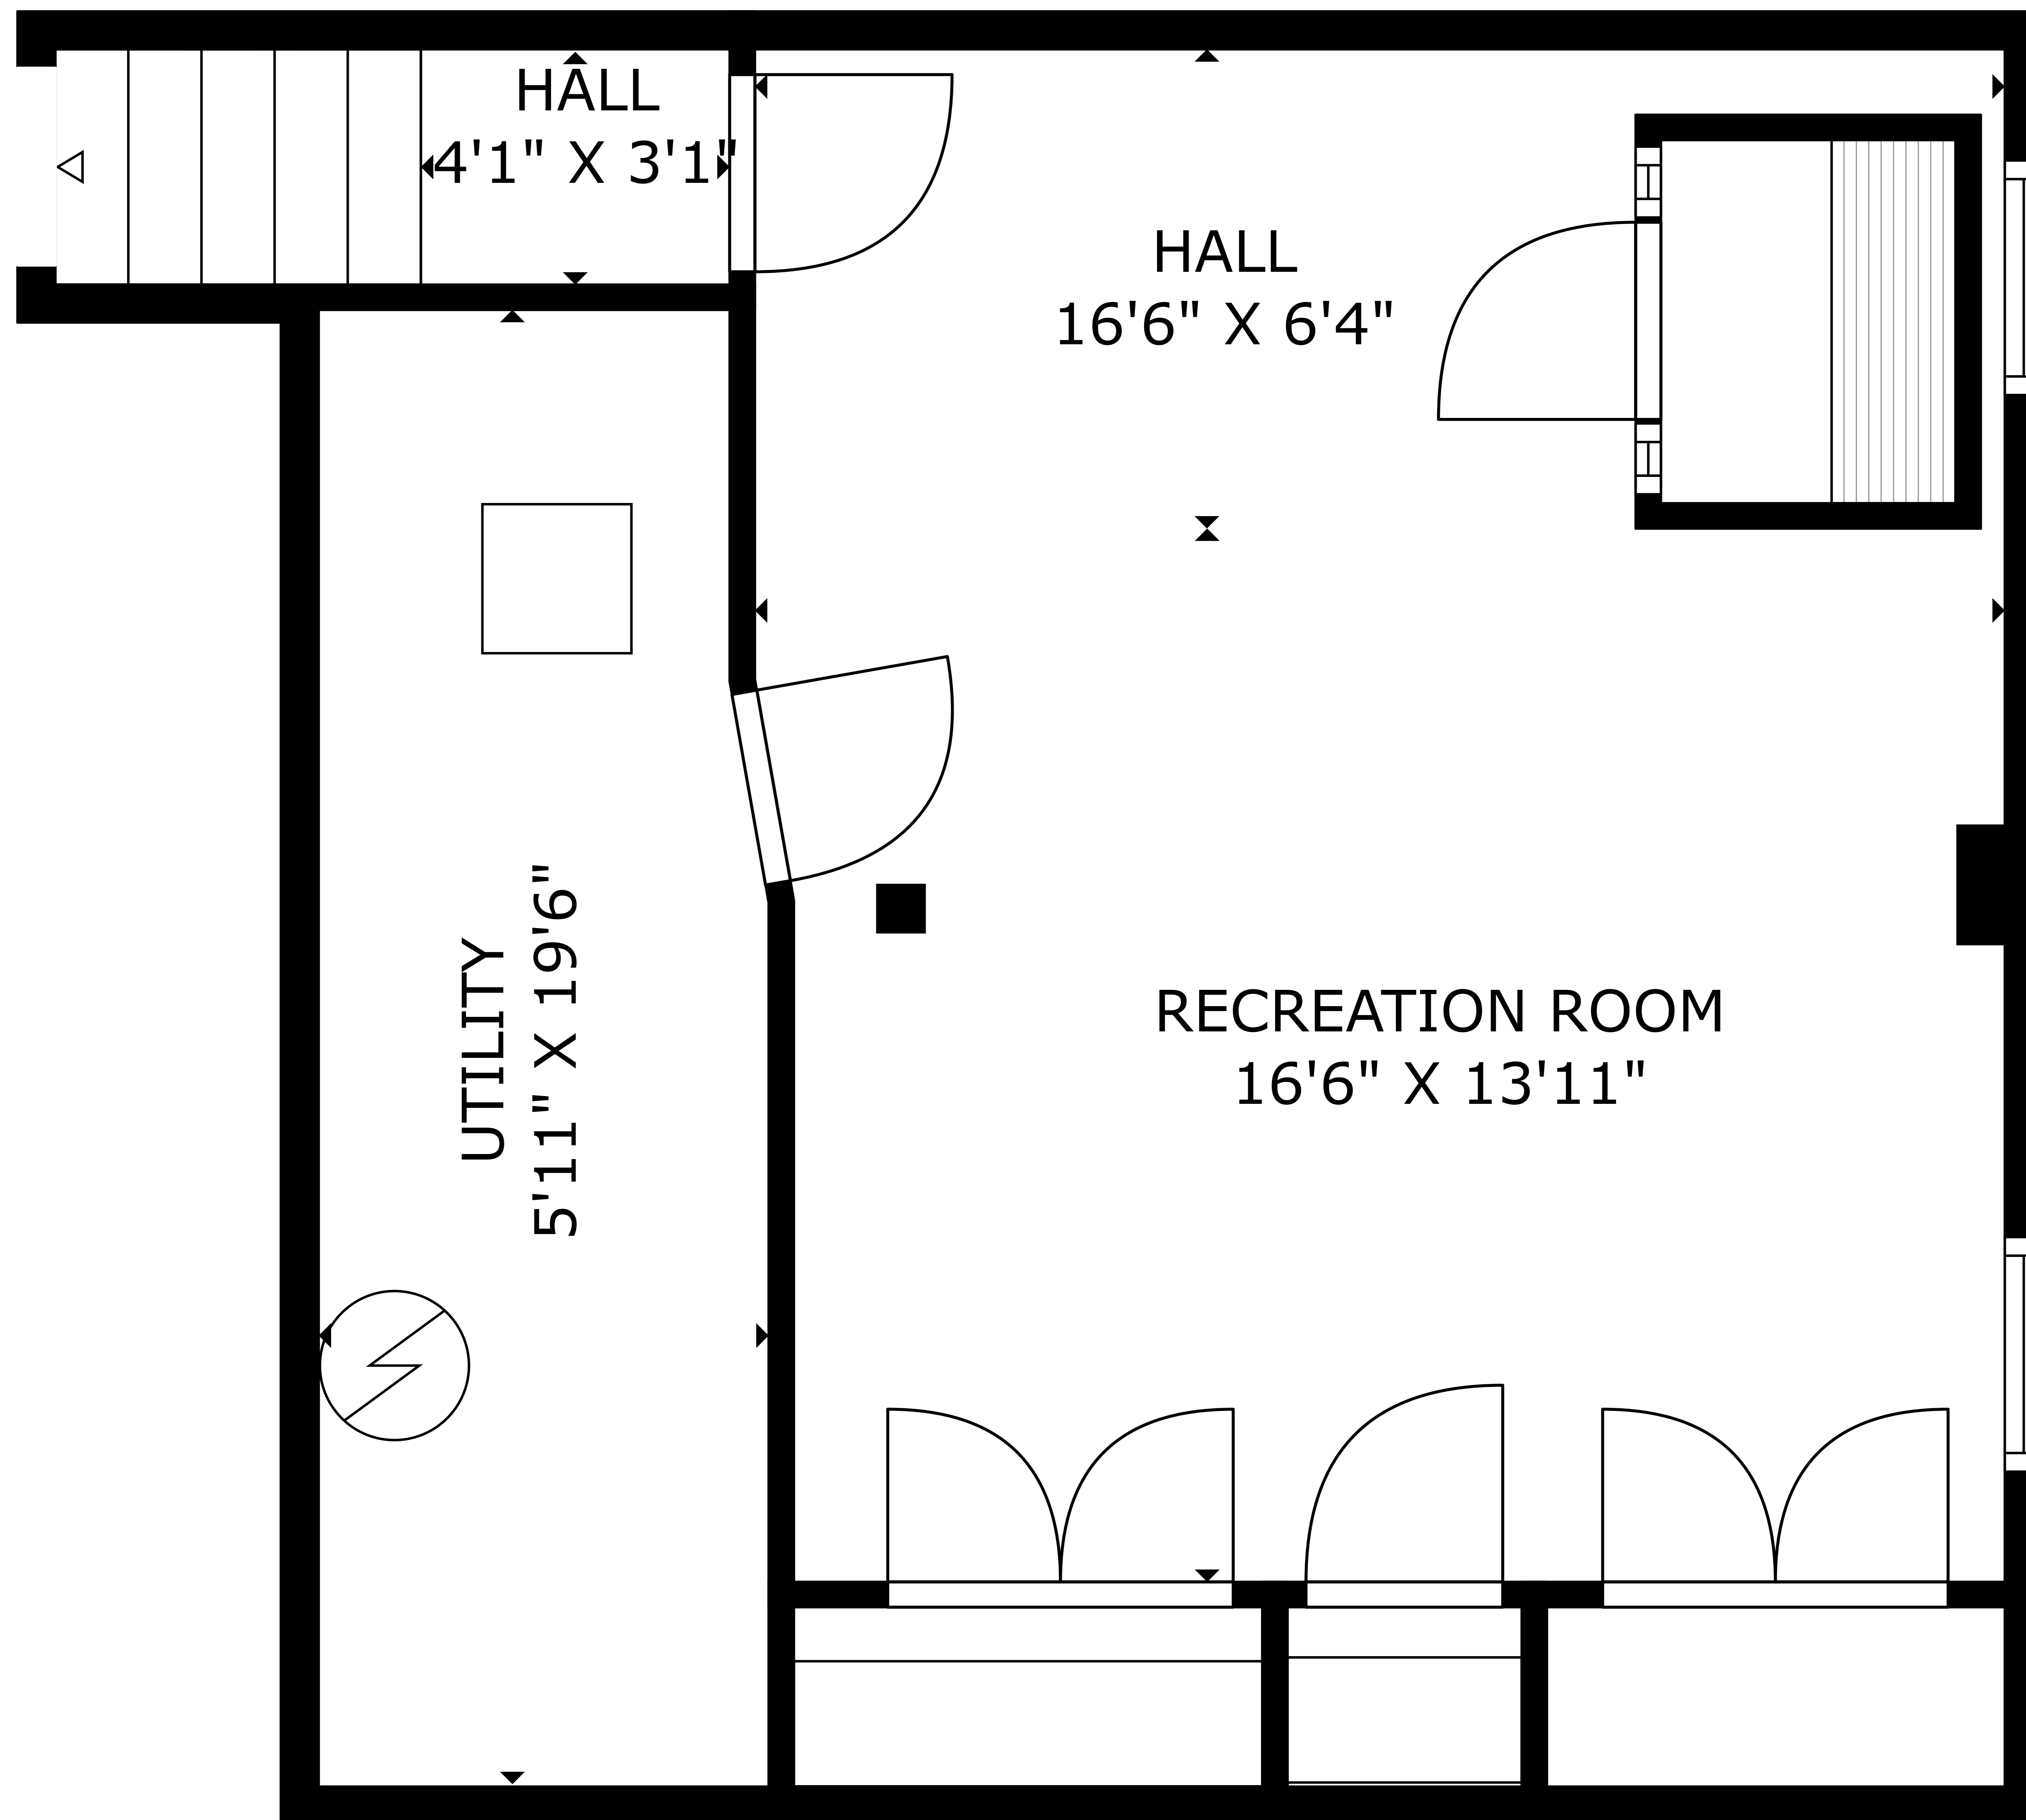 HALL
4'1" X 3'1"
HALL
16'6" X 6'4"
UTILITY
5'11" X 19'6"
RECREATION ROOM
16'6" X 13'11"